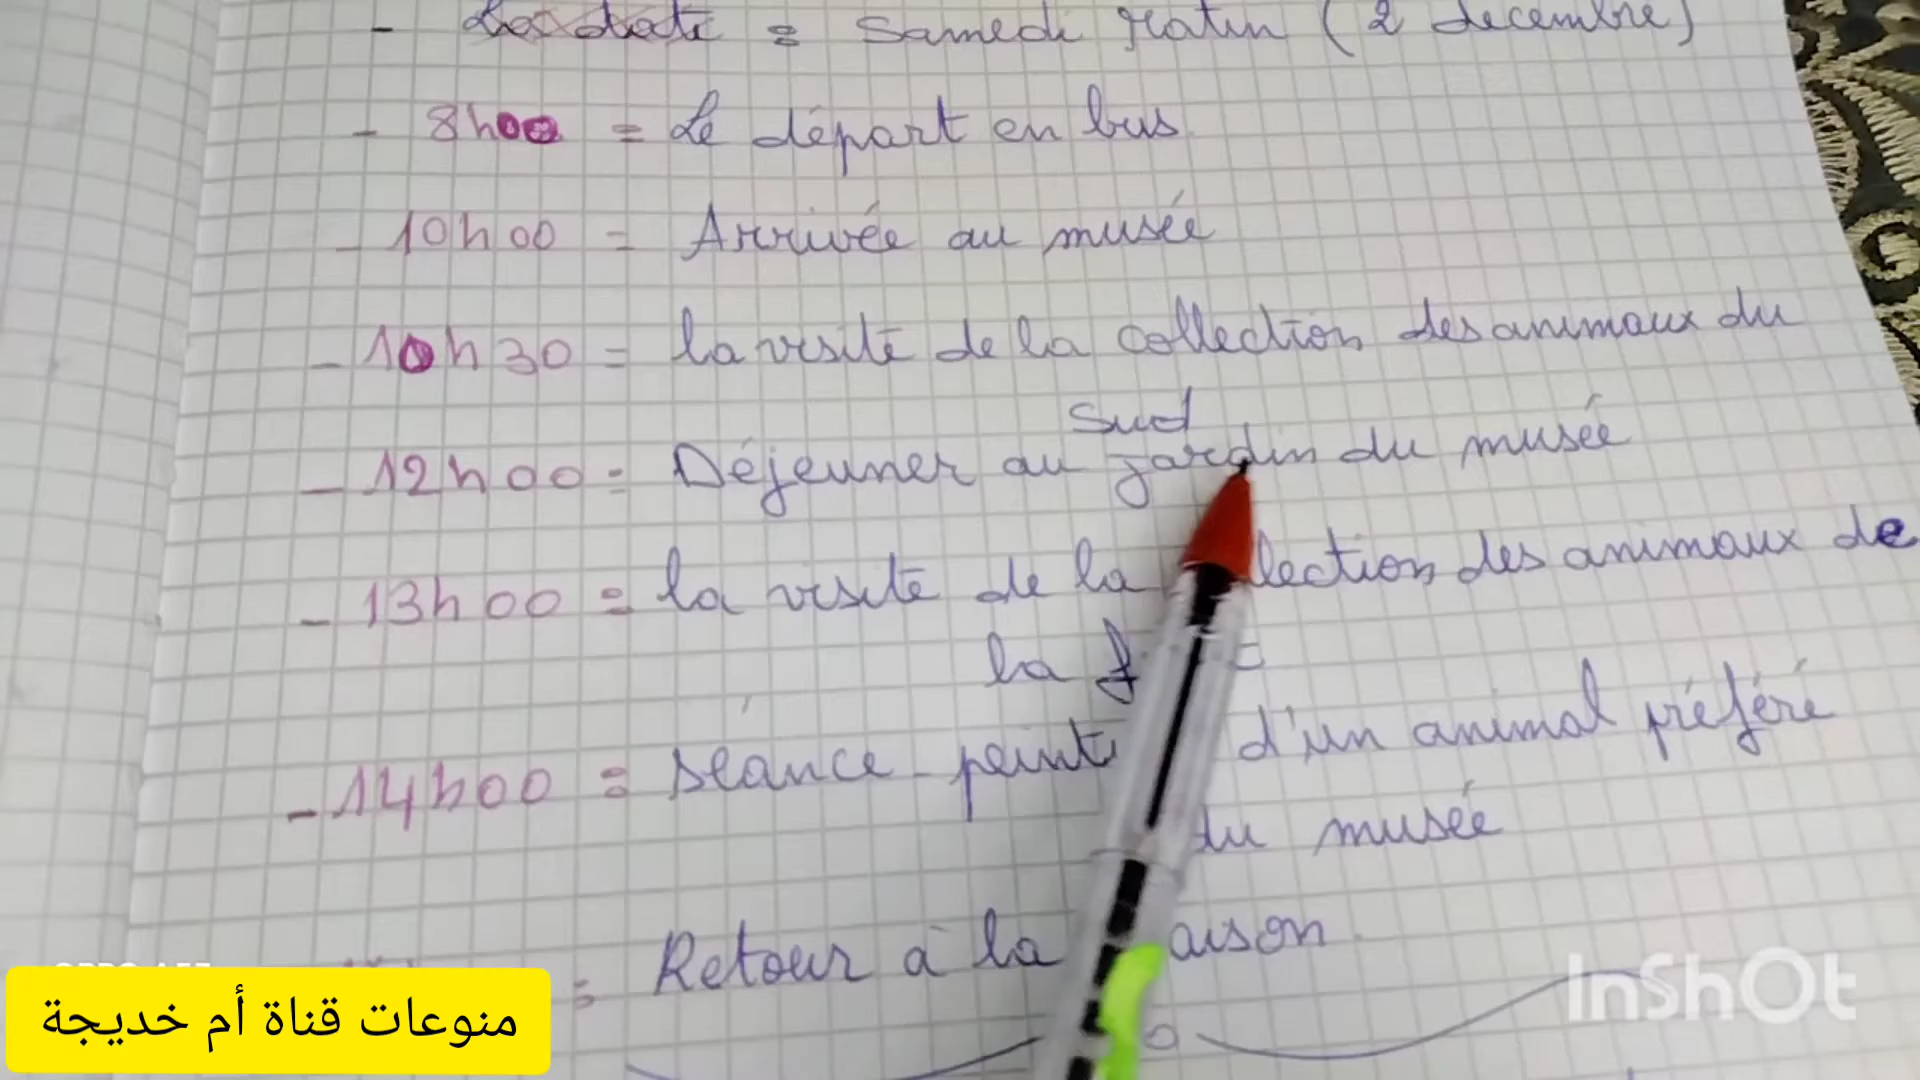 - La date = Samedi Matin (2 decembre)
- 8h00 = Le départ en bus
- 10h00 = Arrivée au musée
- 10h30 = la visite de la collection des animaux du
Sud
- 12h00 = Déjeuner au jardin du musée
- 13h00 = la visite de la lection des animaux de
la
- 14h00 = séance peint d'un animal préféré
du musée
= Retour à la aison
منوعات قناة أم خديجة
InShOt